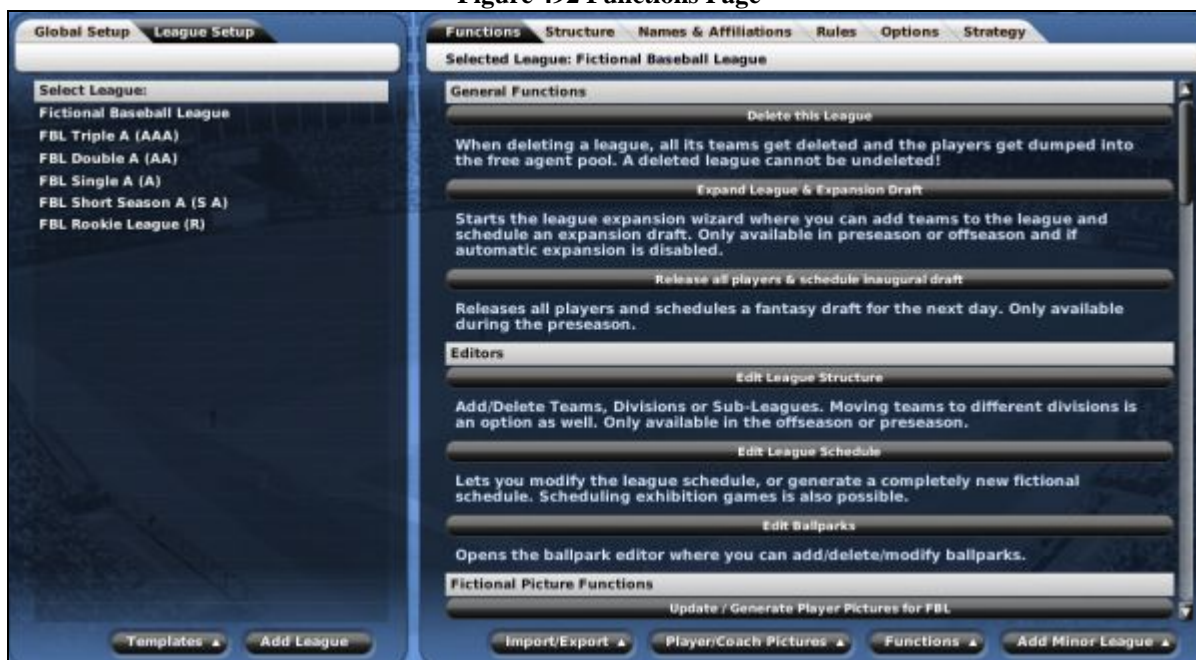 Figure 492 Functions Page
Global Setup League Setup
Select League:
Fictional Baseball League
FBL Triple A (AAA)
FBL Double A (AA)
FBL Single A (A)
FBL Short Season A (S A)
FBL Rookie League (R)
Templates Add League
Functions Structure Names & Affiliations Rules Options Strategy
Selected League: Fictional Baseball League
General Functions
Delete this League
When deleting a league, all its teams get deleted and the players get dumped into
the free agent pool. A deleted league cannot be undeleted!
Expand League & Expansion Draft
Starts the league expansion wizard where you can add teams to the league and
schedule an expansion draft. Only available in preseason or offseason and if
automatic expansion is disabled.
Release all players & schedule inaugural draft
Releases all players and schedules a fantasy draft for the next day. Only available
during the preseason.
Editors
Edit League Structure
Add/Delete Teams, Divisions or Sub-Leagues. Moving teams to different divisions is
an option as well. Only available in the offseason or preseason.
Edit League Schedule
Lets you modify the league schedule, or generate a completely new fictional
schedule. Scheduling exhibition games is also possible.
Edit Ballparks
Opens the ballpark editor where you can add/delete/modify ballparks.
Fictional Picture Functions
Update / Generate Player Pictures for FBL
Import/Export Player/Coach Pictures Functions Add Minor League